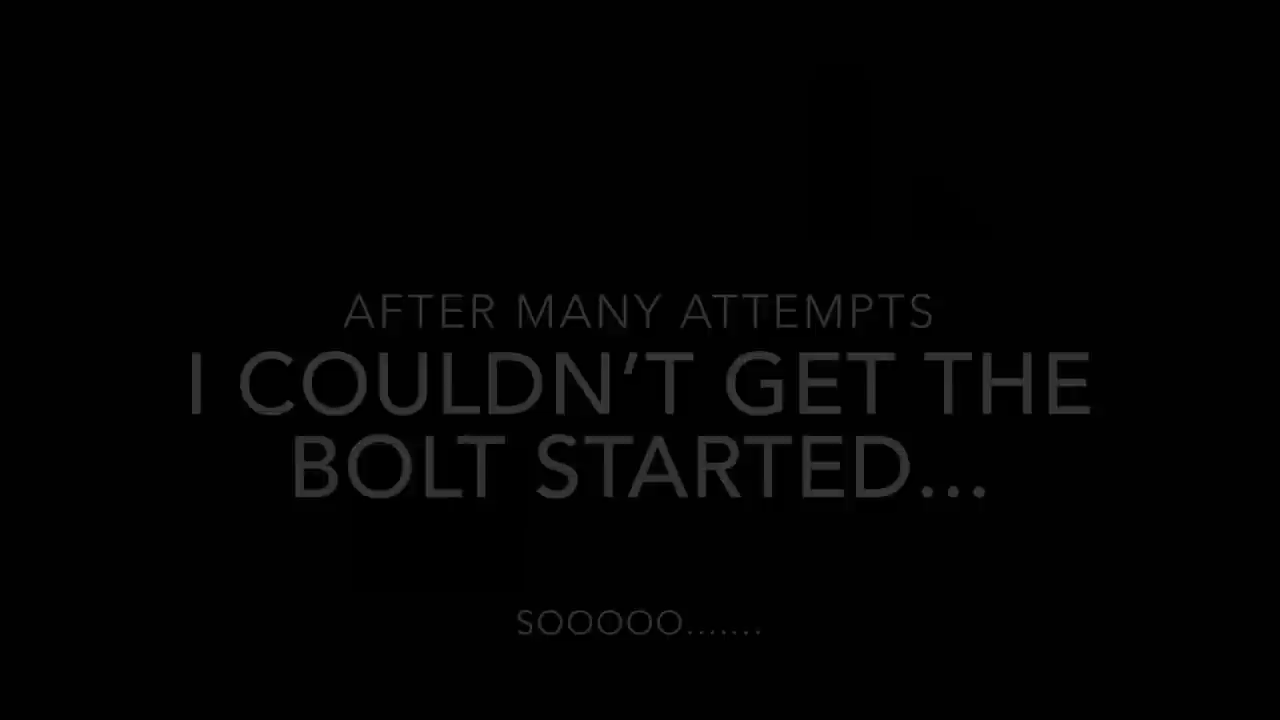 AFTER MANY ATTEMPTS
I COULDN’T GET THE
BOLT STARTED...
SOOOOO.......